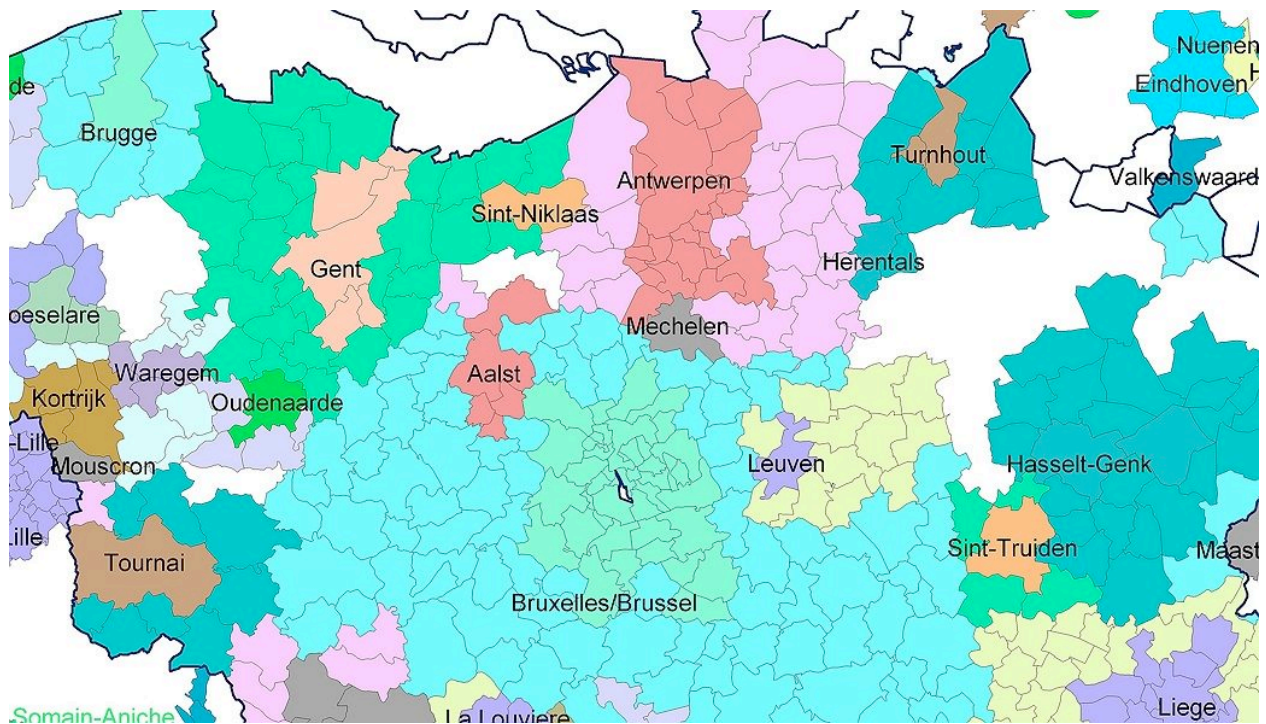 Nuenen
H
Eindhoven
de
Brugge
Turnhout
Valkenswaard
Antwerpen
Sint-Niklaas
Gent
Herentals
oeselare
Mechelen
Waregem
Aalst
Kortrijk
Oudenaarde
-Lille
Mouscron
Leuven
Hasselt-Genk
Lille
Tournai
Sint-Truiden
Maast
Bruxelles/Brussel
Somain-Aniche
La Louviere
Liege